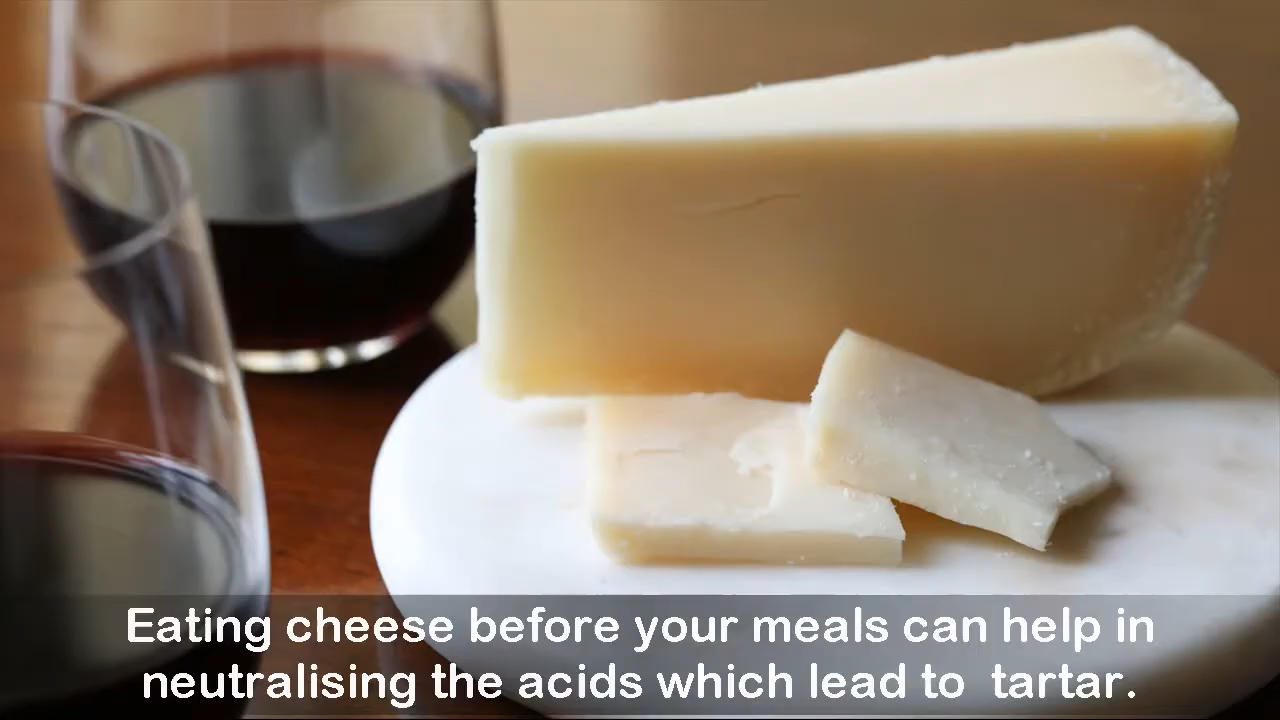 Eating cheese before your meals can help in
neutralising the acids which lead to  tartar.